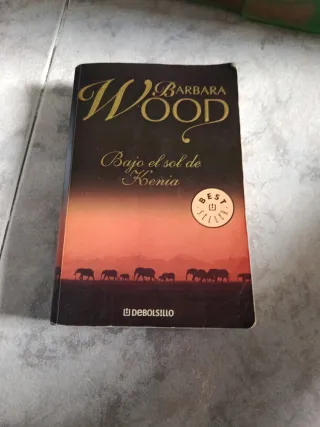 BARBARA
WOOD
Bajo el sol de
Kenia
BEST
SELLER
DEBOLSILLO